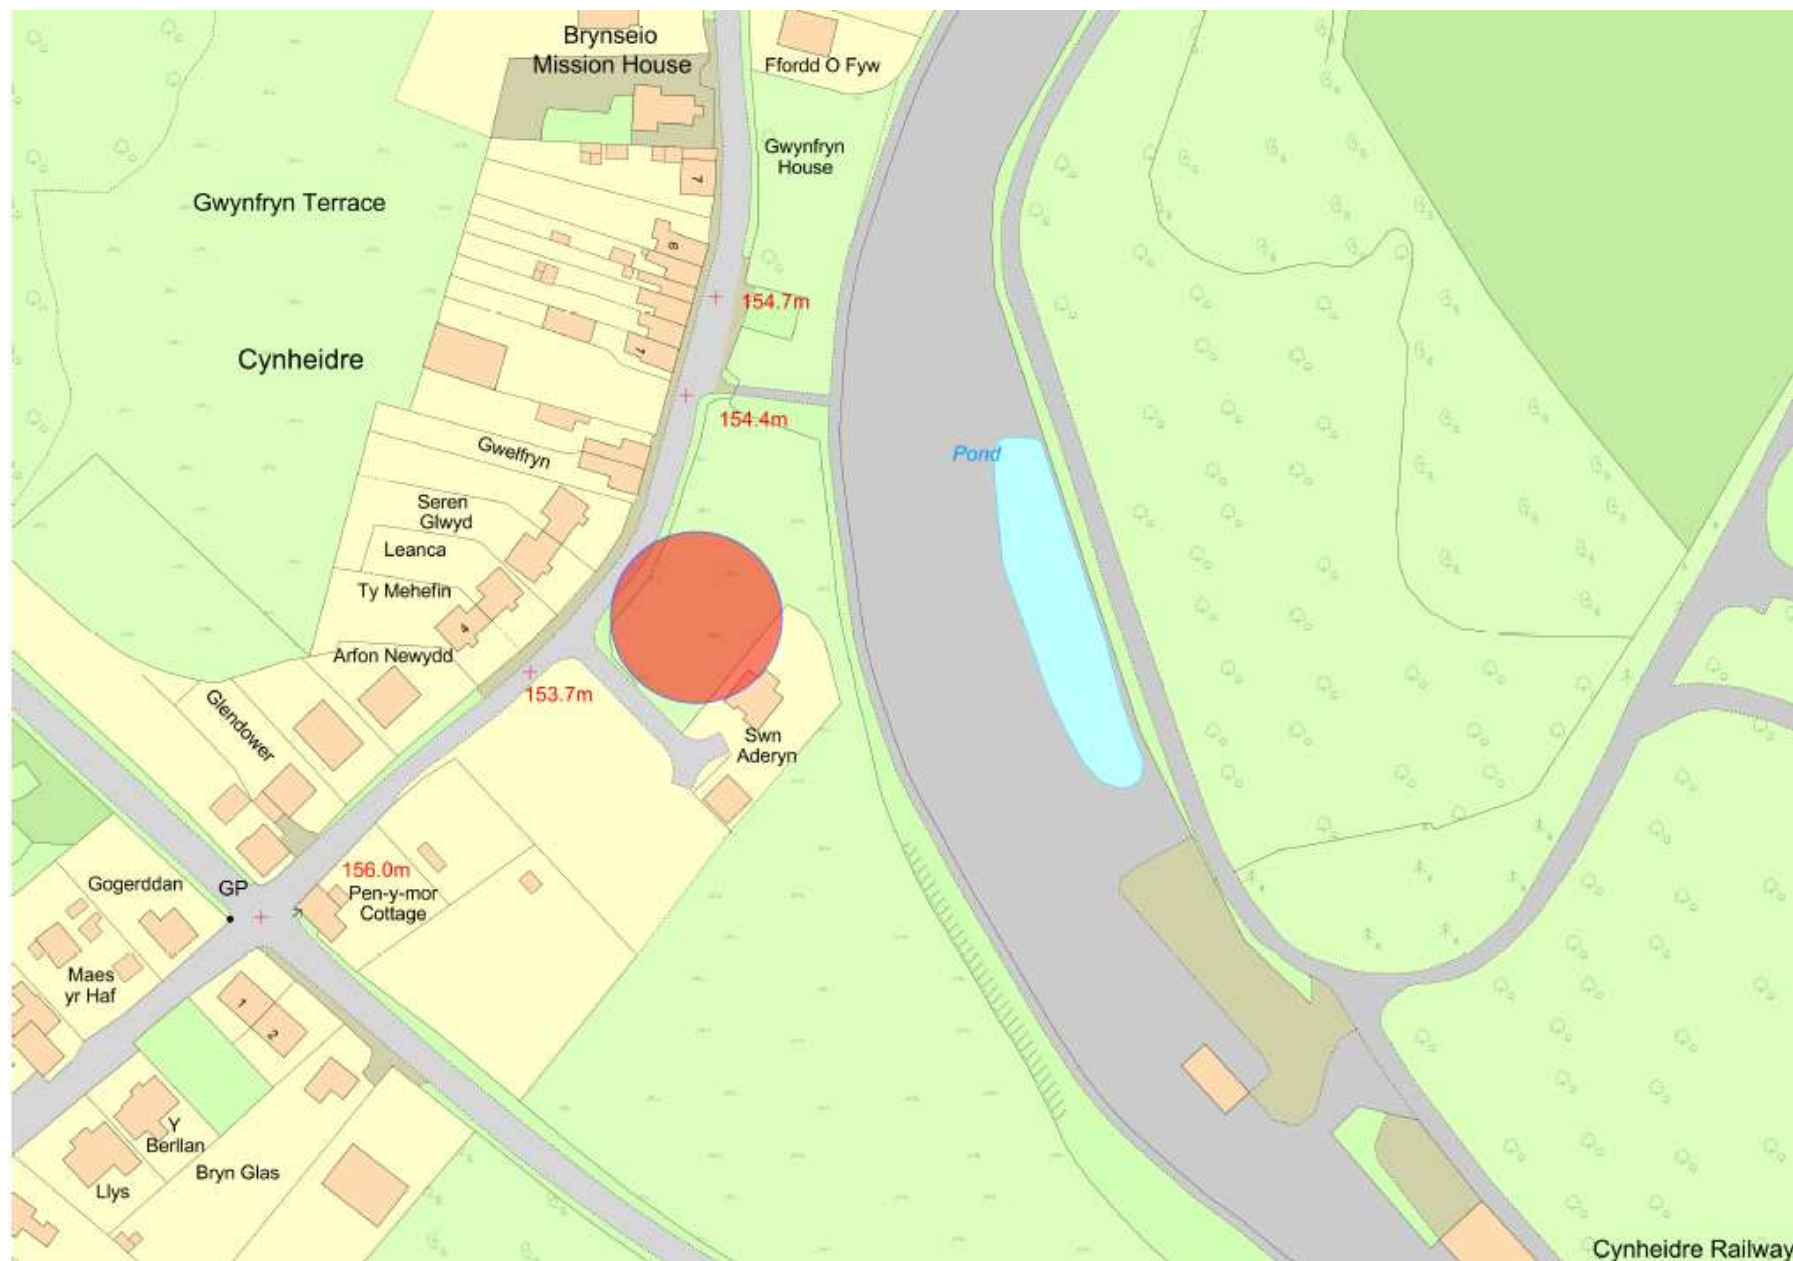 Brynseio
Mission House
Ffordd O Fyw
Gwynfryn
House
7
Gwynfryn Terrace
6
154.7m
1
Cynheidre
154.4m
Gwelfryn
Pond
Seren
Glwyd
Leanca
Ty Mehefin
4
Arfon Newydd
153.7m
Glendower
Swn
Aderyn
156.0m
Gogerddan
GP
Pen-y-mor
Cottage
Maes
yr Haf
1
2
Y
Berllan
Bryn Glas
Llys
Cynheidre Railway